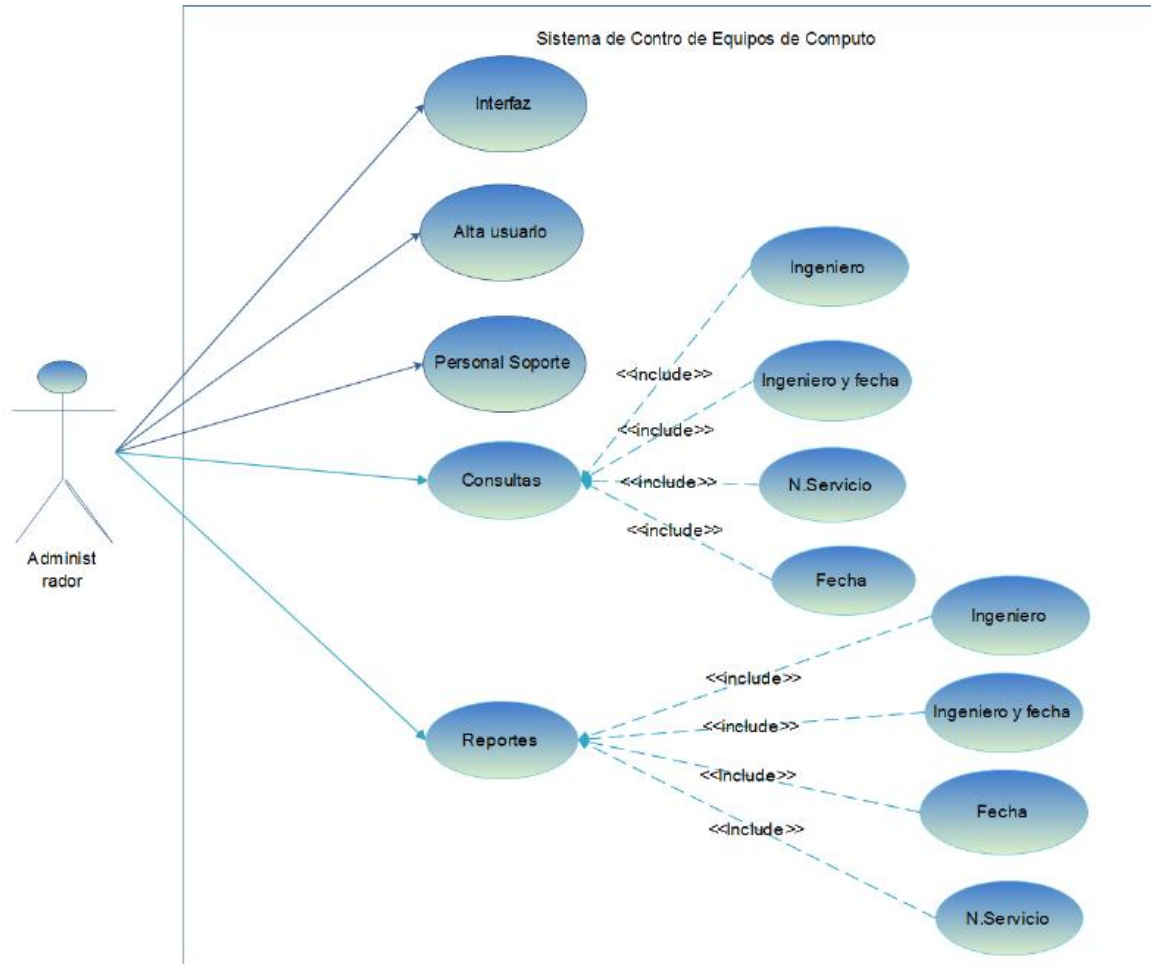 Sistema de Contro de Equipos de Computo
Interfaz
Alta usuario
Personal Soporte
Consultas
Reportes
Administ
rador
Ingeniero
<<include>>
Ingeniero y fecha
<<include>>
N.Servicio
<<include>>
Fecha
<<include>>
Ingeniero
<<include>>
Ingeniero y fecha
<<include>>
Fecha
<<include>>
N.Servicio
<<include>>